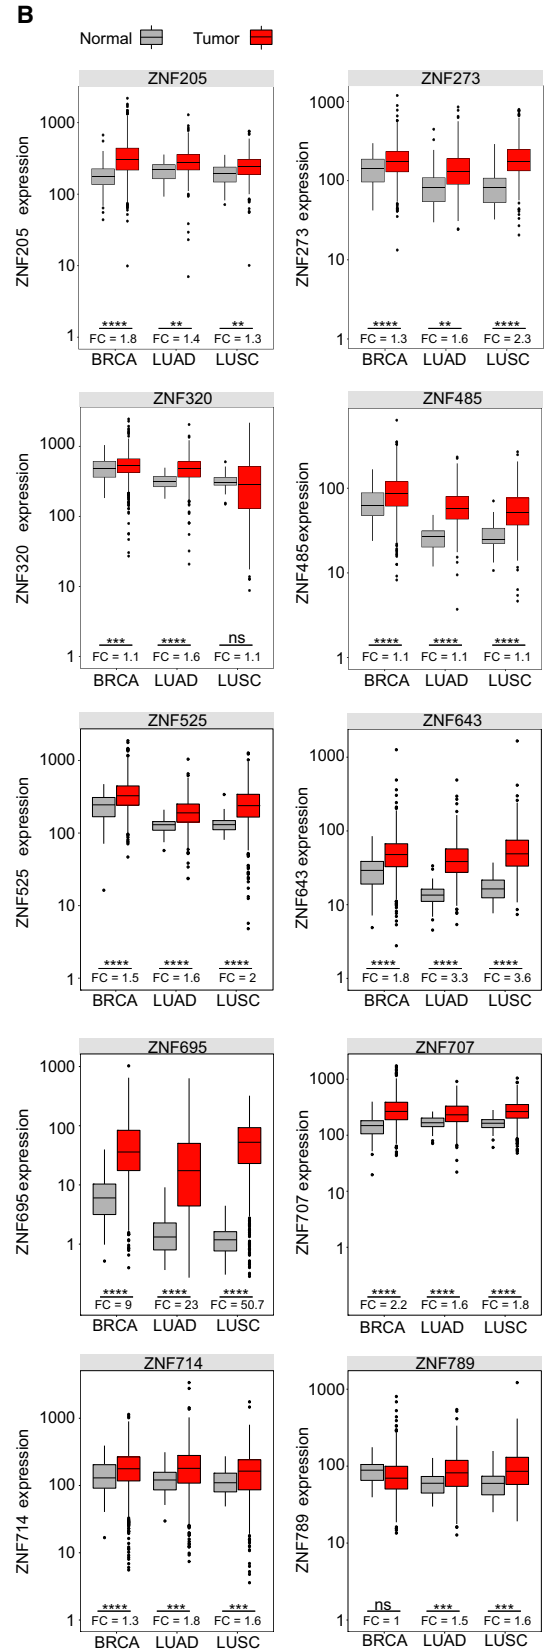 B
Normal Tumor
ZNF205
ZNF205 expression
1000
100
10
1
**** ** **
FC = 1.8 FC = 1.4 FC = 1.3
BRCA LUAD LUSC
ZNF273
ZNF273 expression
1000
100
10
1
**** ** ****
FC = 1.3 FC = 1.6 FC = 2.3
BRCA LUAD LUSC
ZNF320
ZNF320 expression
1000
100
10
1
*** **** ns
FC = 1.1 FC = 1.6 FC = 1.1
BRCA LUAD LUSC
ZNF485
ZNF485 expression
100
10
1
**** **** ****
FC = 1.1 FC = 1.1 FC = 1.1
BRCA LUAD LUSC
ZNF525
ZNF525 expression
1000
100
10
1
**** **** ****
FC = 1.5 FC = 1.6 FC = 2
BRCA LUAD LUSC
ZNF643
ZNF643 expression
1000
100
10
1
**** **** ****
FC = 1.8 FC = 3.3 FC = 3.6
BRCA LUAD LUSC
ZNF695
ZNF695 expression
1000
100
10
1
**** **** ****
FC = 9 FC = 23 FC = 50.7
BRCA LUAD LUSC
ZNF707
ZNF707 expression
1000
100
10
1
**** **** ****
FC = 2.2 FC = 1.6 FC = 1.8
BRCA LUAD LUSC
ZNF714
ZNF714 expression
1000
100
10
1
**** *** ***
FC = 1.3 FC = 1.8 FC = 1.6
BRCA LUAD LUSC
ZNF789
ZNF789 expression
1000
100
10
1
ns *** ***
FC = 1 FC = 1.5 FC = 1.6
BRCA LUAD LUSC